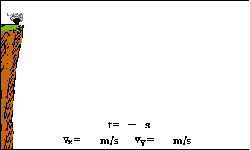 t= — s
Vx= m/s Vy= m/s